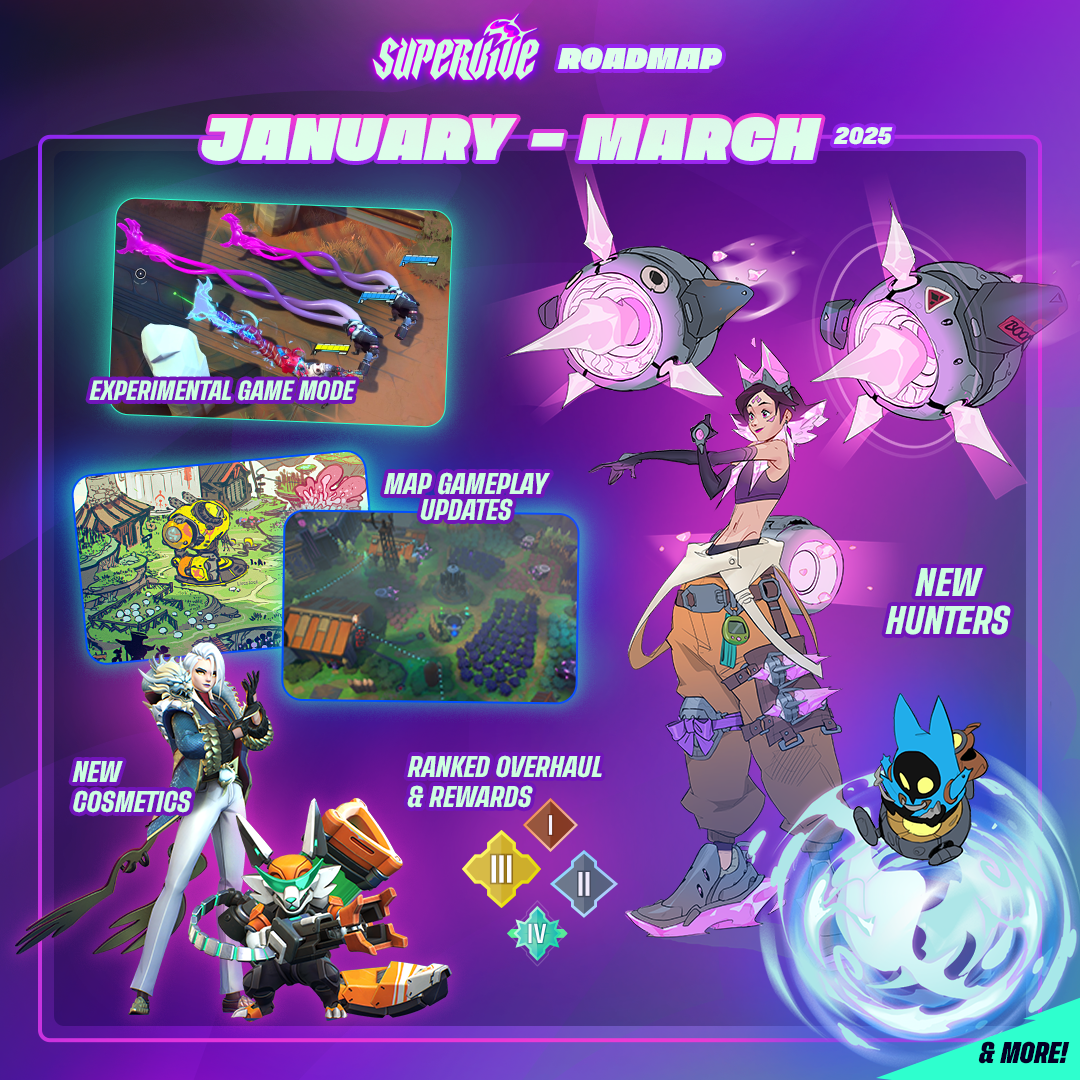 SUPERVIVE ROADMAP
JANUARY - MARCH 2025
EXPERIMENTAL GAME MODE
MAP GAMEPLAY
UPDATES
BOOM
NEW
HUNTERS
NEW
COSMETICS
RANKED OVERHAUL
& REWARDS
I
III
II
IV
& MORE!